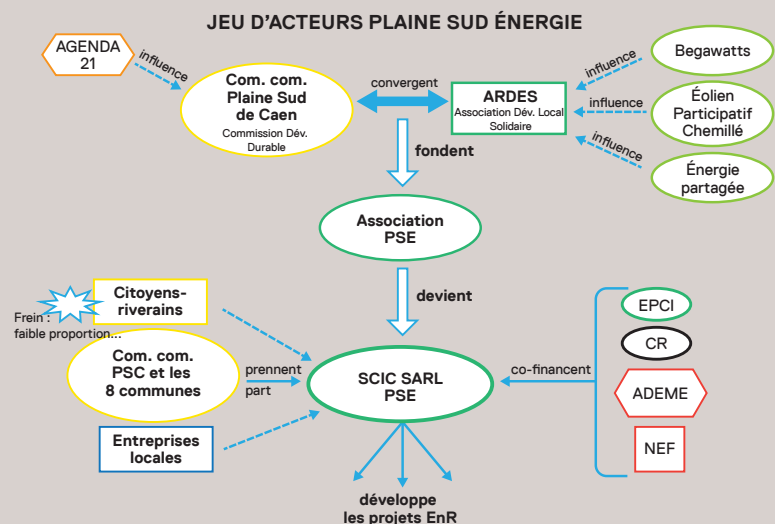 JEU D'ACTEURS PLAINE SUD ÉNERGIE
AGENDA
21
influence
Com. com.
Plaine Sud
de Caen
Commission Dév.
Durable
convergent
ARDES
Association Dév. Local
Solidaire
influence
Begawatts
influence
Éolien
Participatif
Chemillé
influence
Énergie
partagée
fondent
Association
PSE
devient
Citoyens-
riverains
Frein :
faible proportion...
Com. com.
PSC et les
8 communes
prennent
part
Entreprises
locales
SCIC SARL
PSE
co-financent
EPCI
CR
ADEME
NEF
développe
les projets EnR